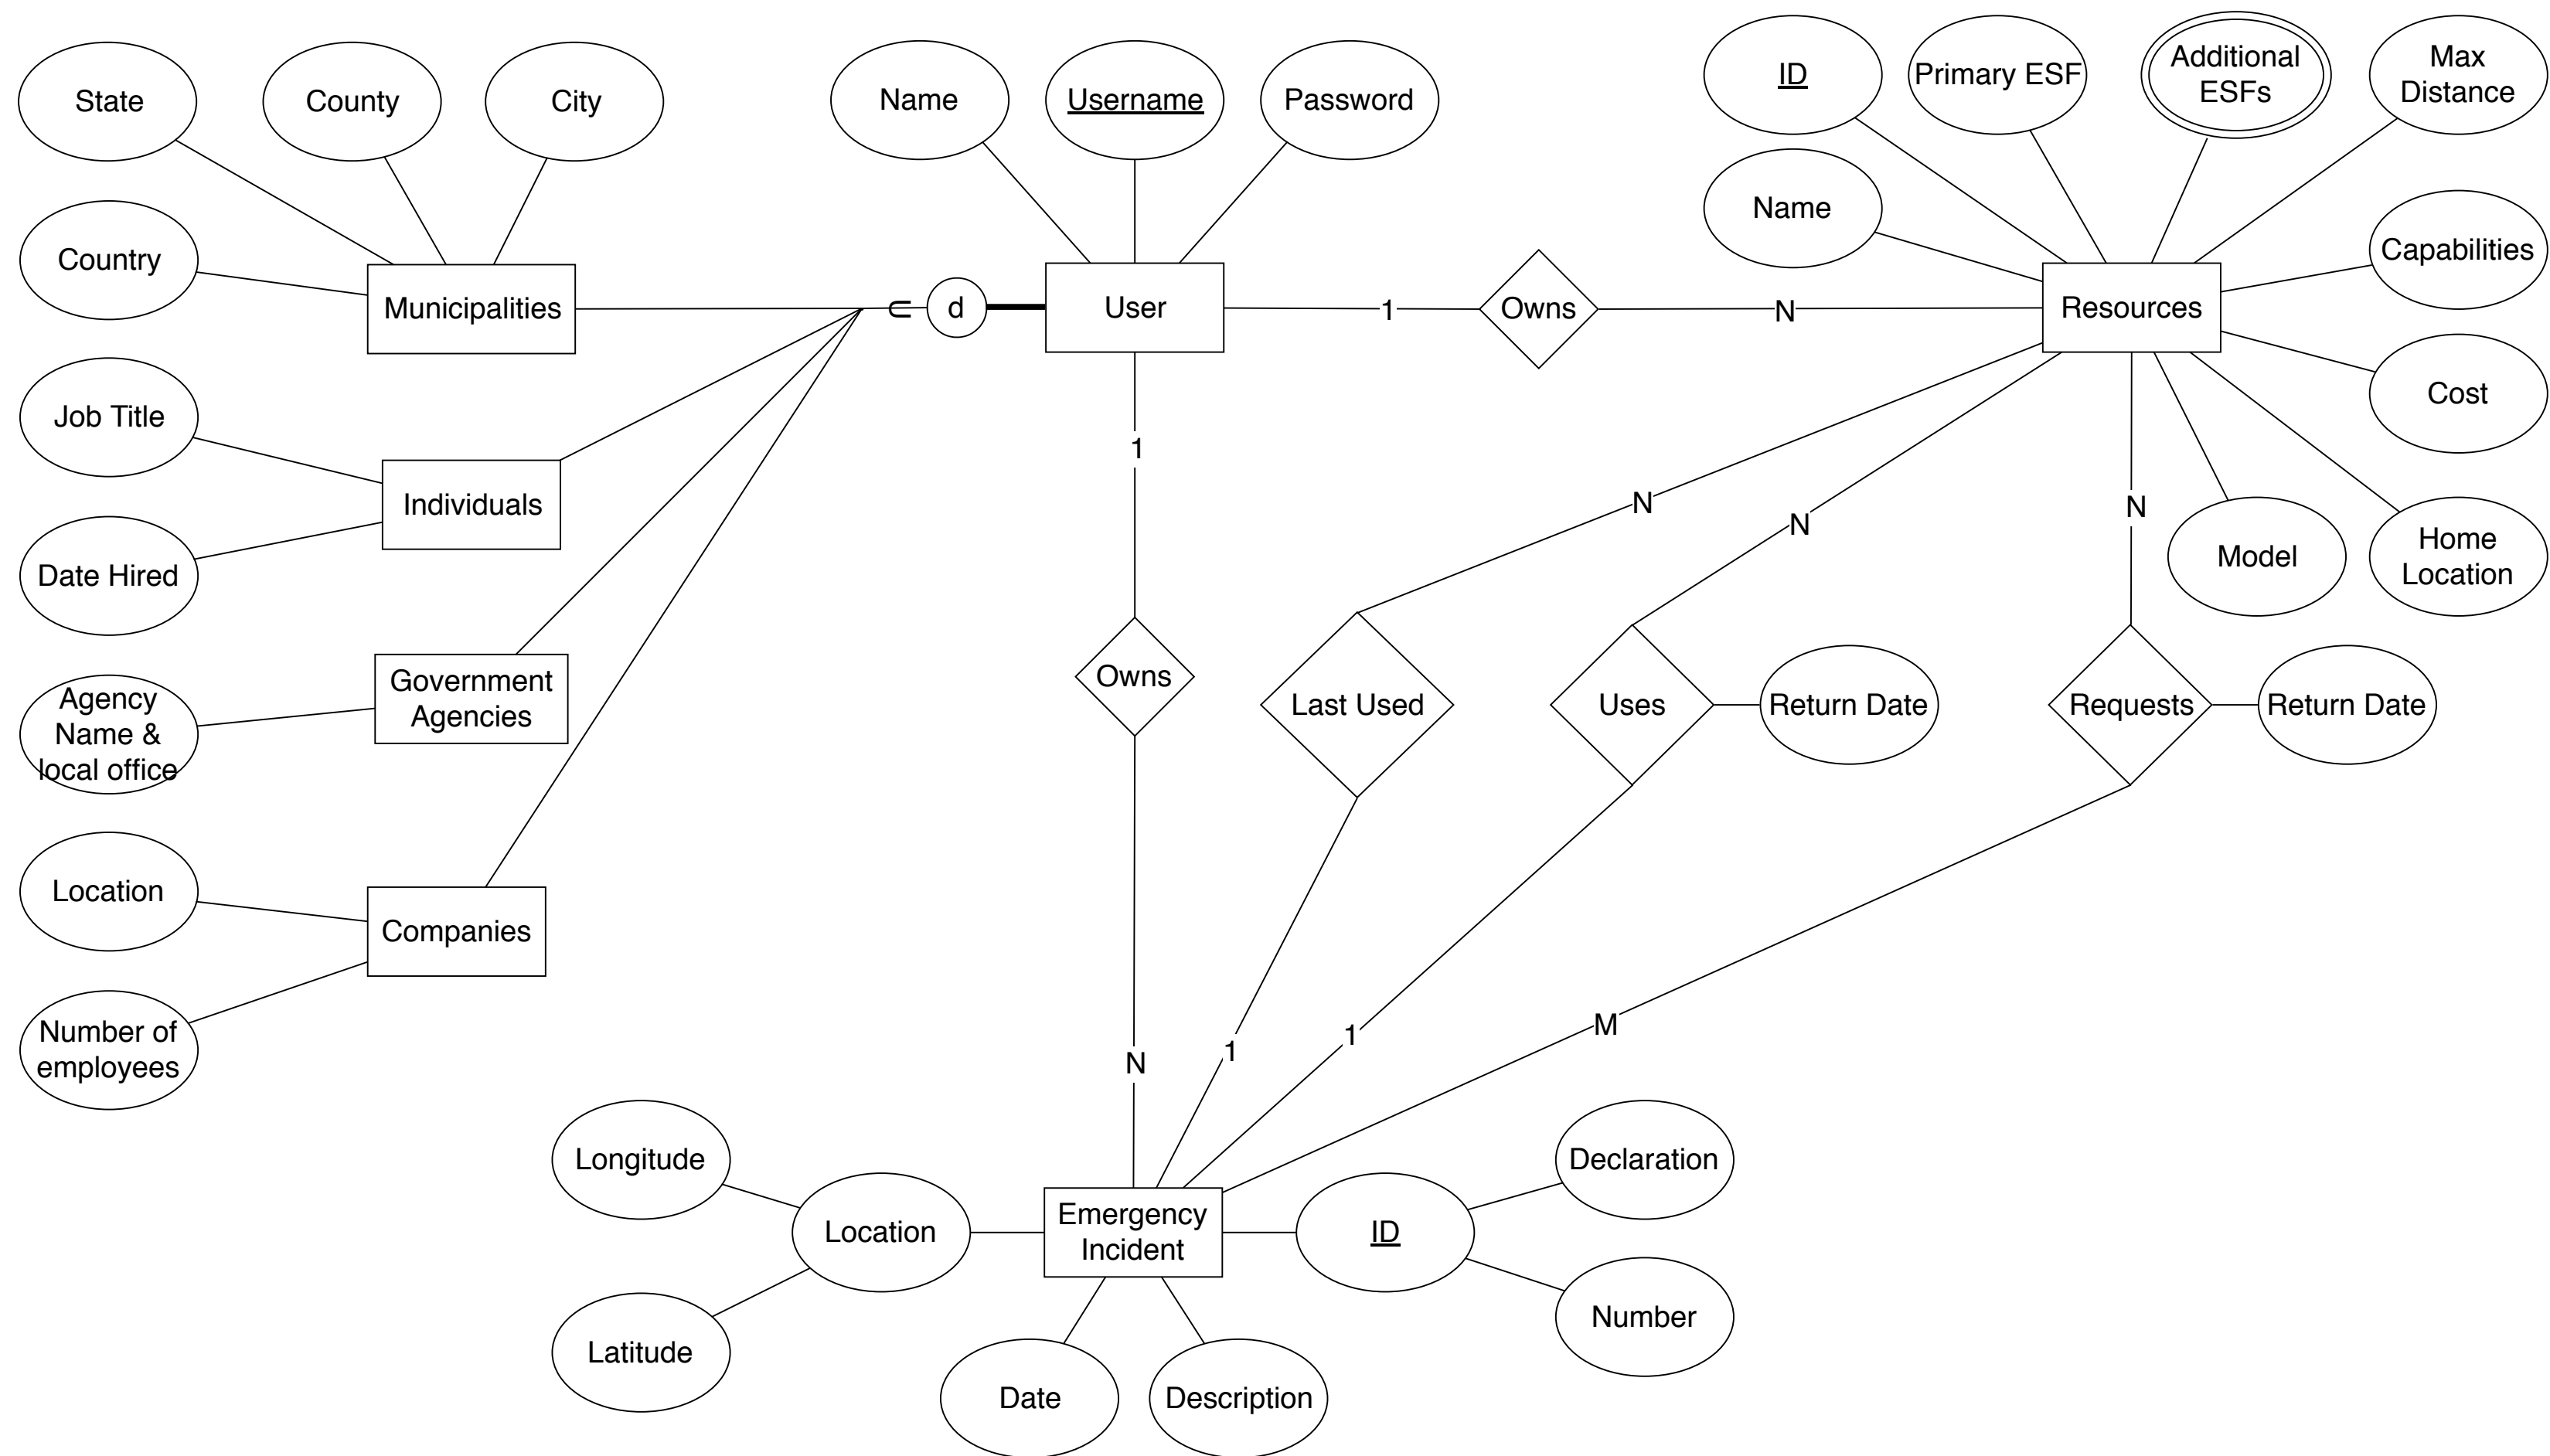 State
County
City
Name
Username
Password
ID
Primary ESF
Additional
ESFs
Max
Distance
Name
Country
Capabilities
Municipalities
⊂
d
User
1
Owns
N
Resources
Job Title
Cost
Individuals
1
N
N
N
Date Hired
Model
Home
Location
Agency
Name &
local office
Government
Agencies
Owns
Last Used
Uses
Return Date
Requests
Return Date
Location
Companies
Number of
employees
N
1
1
M
Longitude
Declaration
Location
Emergency
Incident
ID
Latitude
Number
Date
Description